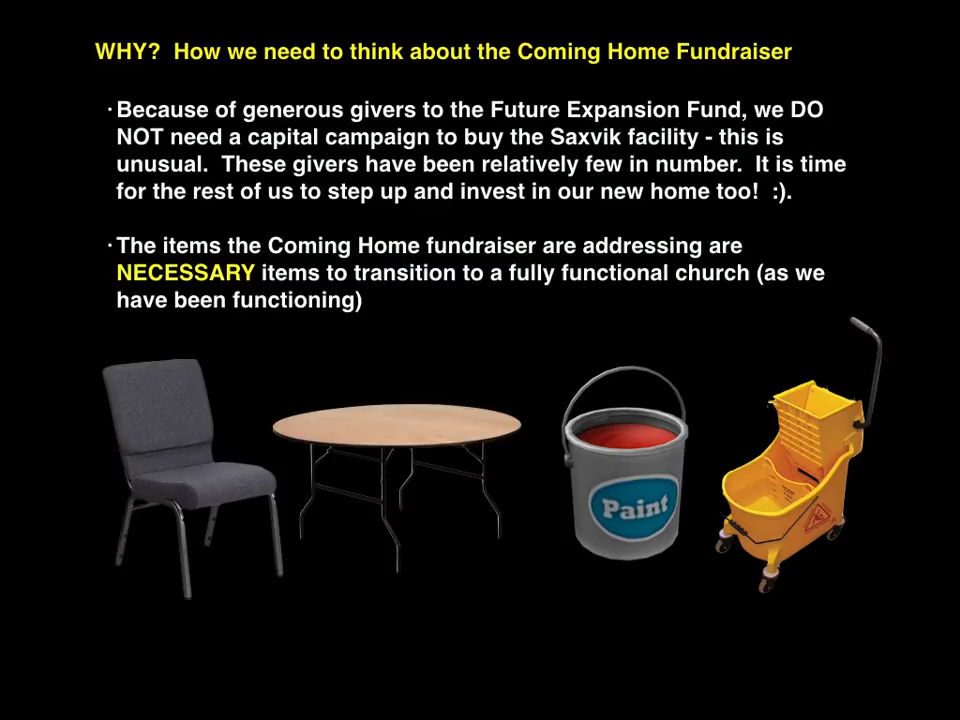 WHY?  How we need to think about the Coming Home Fundraiser
· Because of generous givers to the Future Expansion Fund, we DO
NOT need a capital campaign to buy the Saxvik facility - this is
unusual.  These givers have been relatively few in number.  It is time
for the rest of us to step up and invest in our new home too!  :).
· The items the Coming Home fundraiser are addressing are
NECESSARY items to transition to a fully functional church (as we
have been functioning)
Paint